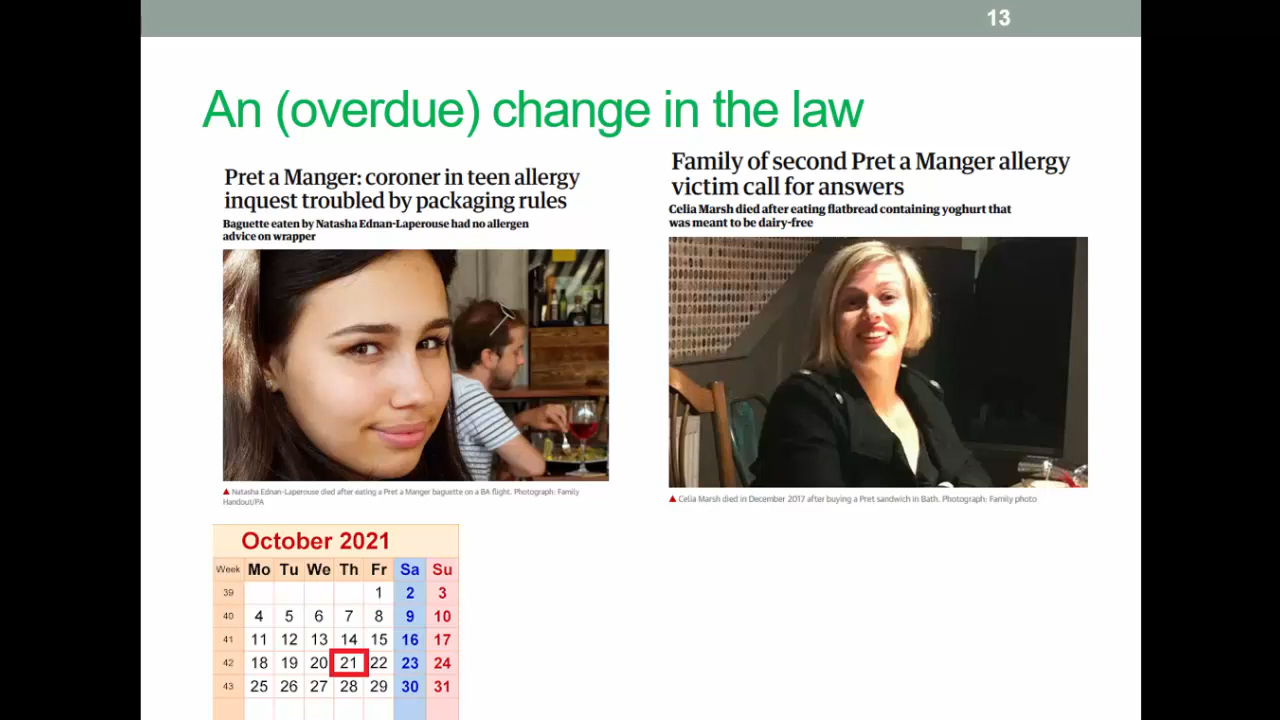 13
An (overdue) change in the law
Pret a Manger: coroner in teen allergy
inquest troubled by packaging rules
Baguette eaten by Natasha Ednan-Laperouse had no allergen
advice on wrapper
▲ Natasha Ednan-Laperouse died after eating a Pret a Manger baguette on a BA flight. Photograph: Family
Handout/PA
Family of second Pret a Manger allergy
victim call for answers
Celia Marsh died after eating flatbread containing yoghurt that
was meant to be dairy-free
▲ Celia Marsh died in December 2017 after buying a Pret sandwich in Bath. Photograph: Family photo
October 2021
Week Mo Tu We Th Fr Sa Su
39 1 2 3
40 4 5 6 7 8 9 10
41 11 12 13 14 15 16 17
42 18 19 20 21 22 23 24
43 25 26 27 28 29 30 31